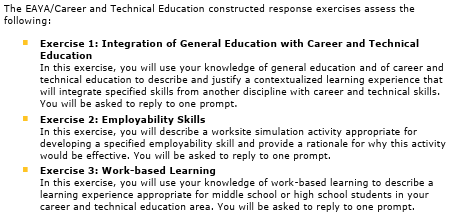 The EAYA/Career and Technical Education constructed response exercises assess the
following:
Exercise 1: Integration of General Education with Career and Technical
Education
In this exercise, you will use your knowledge of general education and of career and
technical education to describe and justify a contextualized learning experience that
will integrate specified skills from another discipline with career and technical skills.
You will be asked to reply to one prompt.
Exercise 2: Employability Skills
In this exercise, you will describe a worksite simulation activity appropriate for
developing a specified employability skill and provide a rationale for why this activity
would be effective. You will be asked to reply to one prompt.
Exercise 3: Work-based Learning
In this exercise, you will use your knowledge of work-based learning to describe a
learning experience appropriate for middle school or high school students in your
career and technical education area. You will be asked to reply to one prompt.